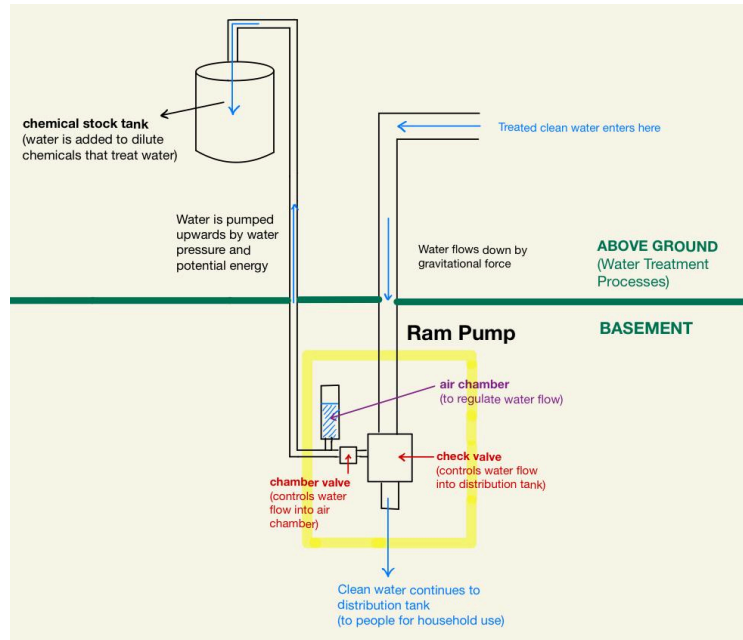 chemical stock tank
(water is added to dilute
chemicals that treat water)
Treated clean water enters here
Water is pumped
upwards by water
pressure and
potential energy
Water flows down by
gravitational force
ABOVE GROUND
(Water Treatment
Processes)
BASEMENT
Ram Pump
air chamber
(to regulate water flow)
check valve
(controls water flow
into distribution tank)
chamber valve
(controls water
flow into air
chamber)
Clean water continues to
distribution tank
(to people for household use)